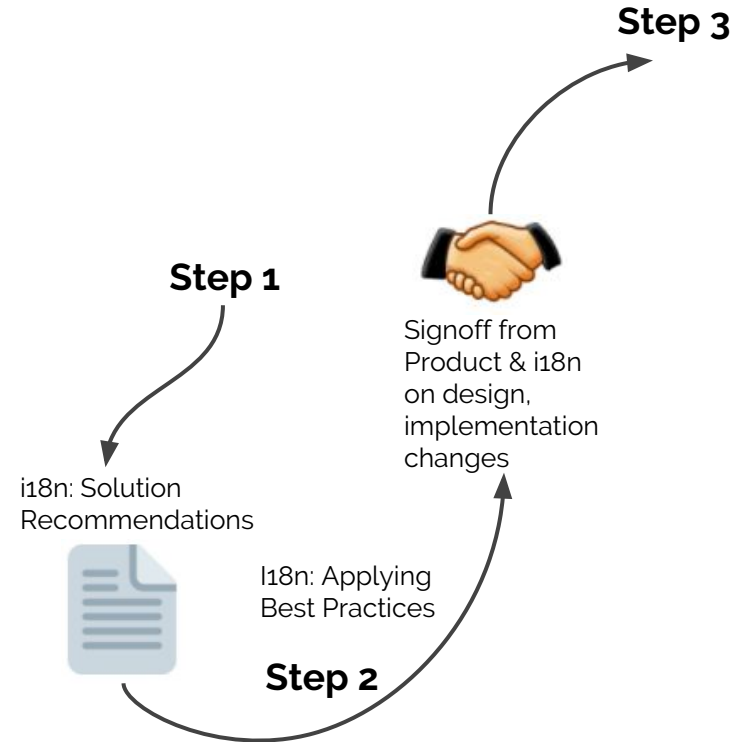 Step 1
i18n: Solution
Recommendations
I18n: Applying
Best Practices
Step 2
Signoff from
Product & i18n
on design,
implementation
changes
Step 3